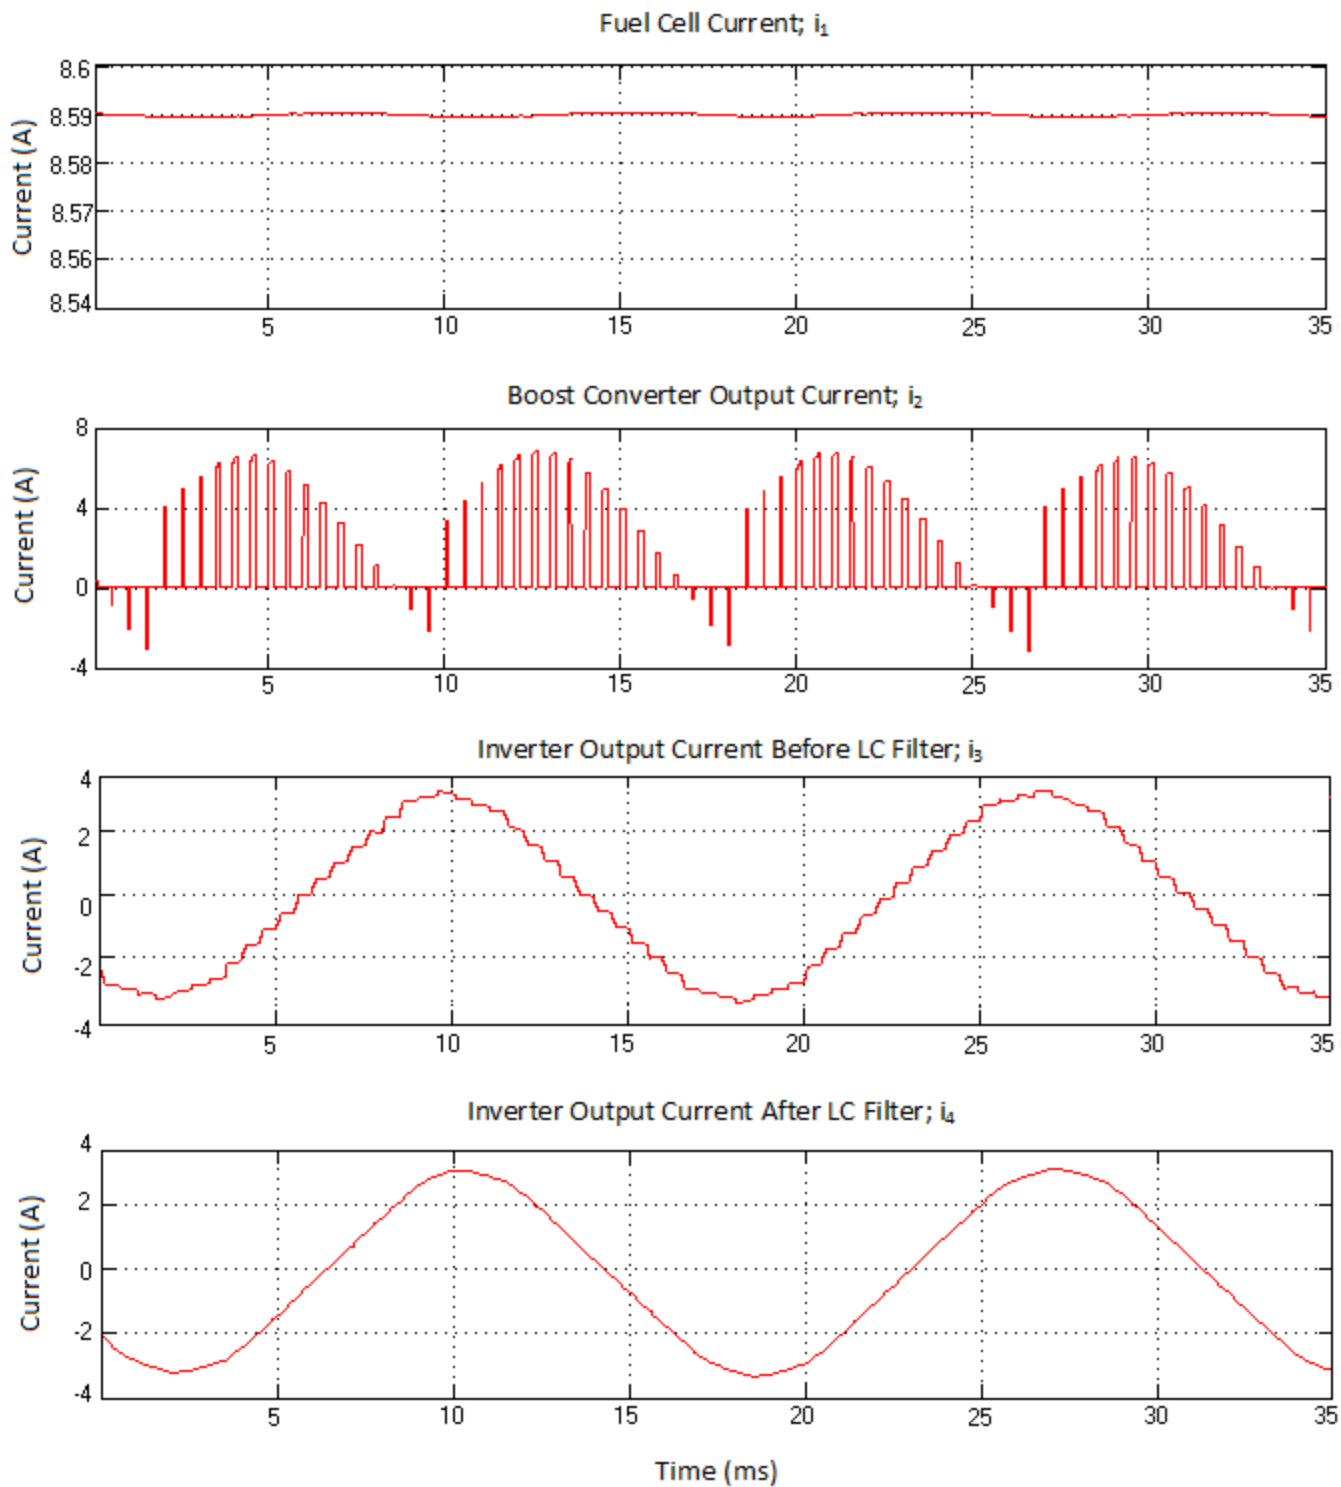 Fuel Cell Current; i₁
Current (A)
8.6
8.59
8.58
8.57
8.56
8.54
5 10 15 20 25 30 35
Boost Converter Output Current; i₂
Current (A)
8
4
0
-4
5 10 15 20 25 30 35
Inverter Output Current Before LC Filter; i₃
Current (A)
4
2
0
-2
-4
5 10 15 20 25 30 35
Inverter Output Current After LC Filter; i₄
Current (A)
4
2
0
-2
-4
5 10 15 20 25 30 35
Time (ms)